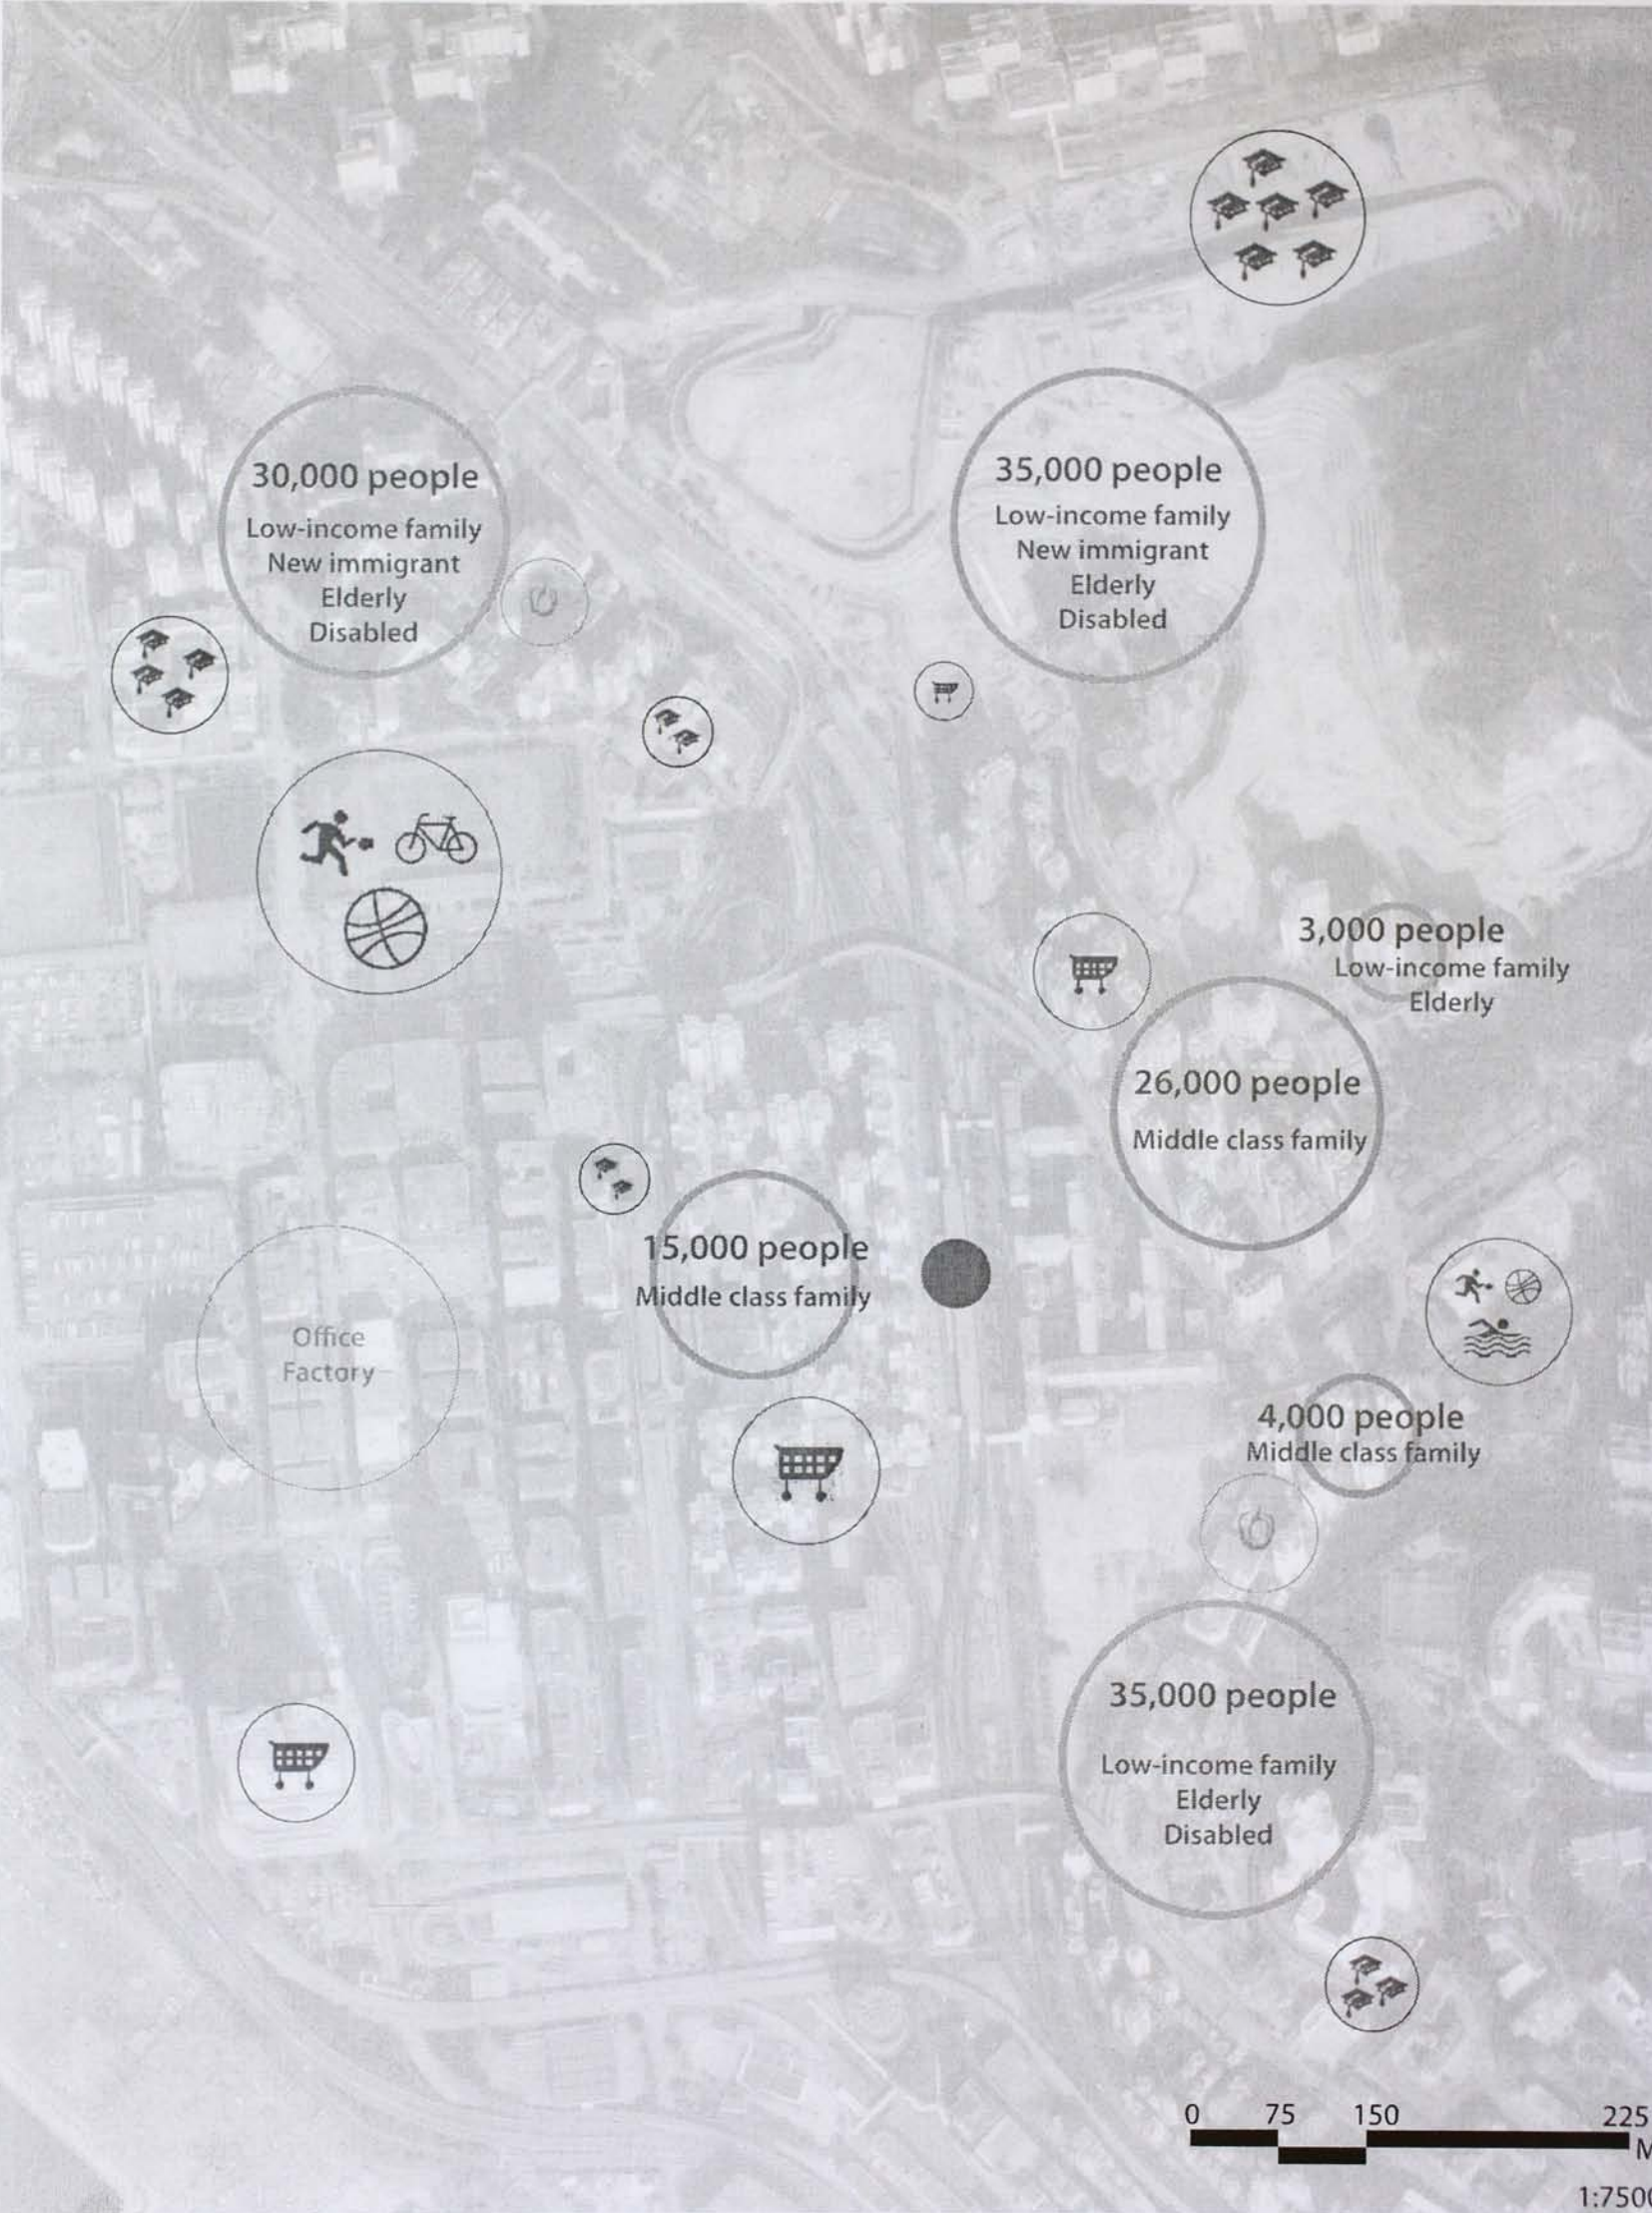 30,000 people
Low-income family
New immigrant
Elderly
Disabled
35,000 people
Low-income family
New immigrant
Elderly
Disabled
3,000 people
Low-income family
Elderly
26,000 people
Middle class family
15,000 people
Middle class family
Office
Factory
4,000 people
Middle class family
35,000 people
Low-income family
Elderly
Disabled
0 75 150 225
M
1:7500